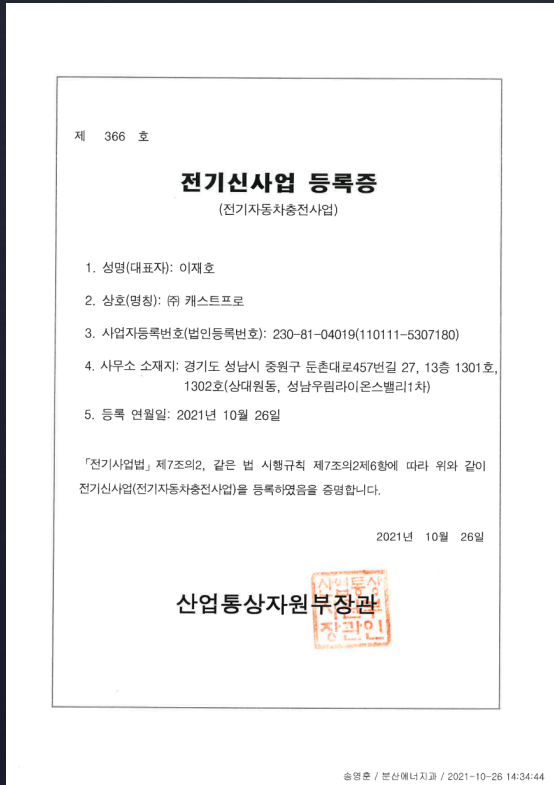 제 366 호
전기신사업 등록증
(전기자동차충전사업)
1. 성명(대표자): 이재호
2. 상호(명칭): ㈜ 캐스트프로
3. 사업자등록번호(법인등록번호): 230-81-04019(110111-5307180)
4. 사무소 소재지: 경기도 성남시 중원구 둔촌대로457번길 27, 13층 1301호,
1302호(상대원동, 성남우림라이온스밸리1차)
5. 등록 연월일: 2021년 10월 26일
「전기사업법」제7조의2, 같은 법 시행규칙 제7조의2제6항에 따라 위와 같이
전기신사업(전기자동차충전사업)을 등록하였음을 증명합니다.
2021년 10월 26일
산업통상자원부장관
산업통상
자원부
장관인
송영훈 / 분산에너지과 / 2021-10-26 14:34:44